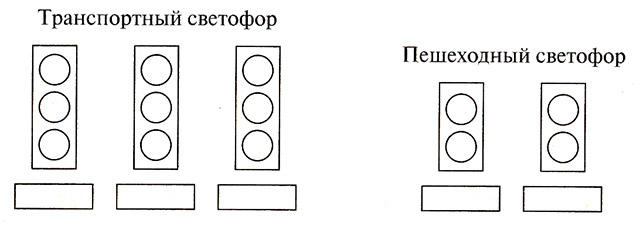 Транспортный светофор
Пешеходный светофор